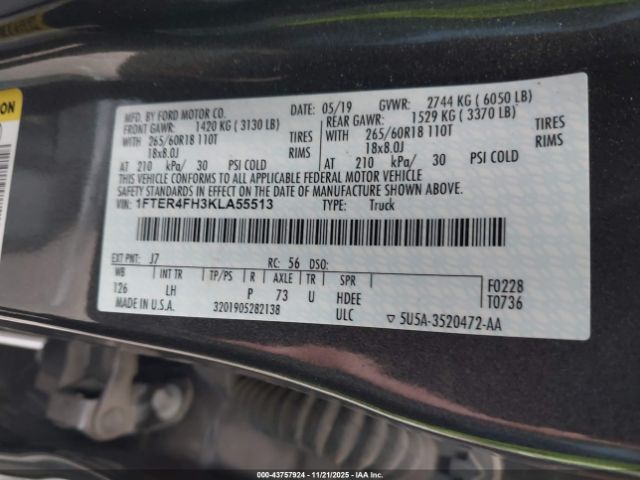 ON
MFD. BY FORD MOTOR CO. 05/19 GVWR: 2744 KG ( 6050 LB)
FRONT GAWR: 1420 KG ( 3130 LB) REAR GAWR: 1529 KG ( 3370 LB)
WITH 265/60R18 110T TIRES WITH 265/60R18 110T TIRES
18x8.0J RIMS 18x8.0J RIMS
AT 210 kPa/ 30 PSI COLD AT 210 kPa/ 30 PSI COLD
THIS VEHICLE CONFORMS TO ALL APPLICABLE FEDERAL MOTOR VEHICLE
SAFETY STANDARDS IN EFFECT ON THE DATE OF MANUFACTURE SHOWN ABOVE.
VIN: 1FTER4FH3KLA55513 TYPE: Truck
EXT PNT: J7 RC: 56 DSO:
WB INT TR TP/PS R AXLE TR SPR F0228
126 LH P 73 U HDEE T0736
MADE IN U.S.A. 3201905282138 ULC ▽ 5U5A-3520472-AA
000-43757924 - 11/21/2025 - IAA Inc.